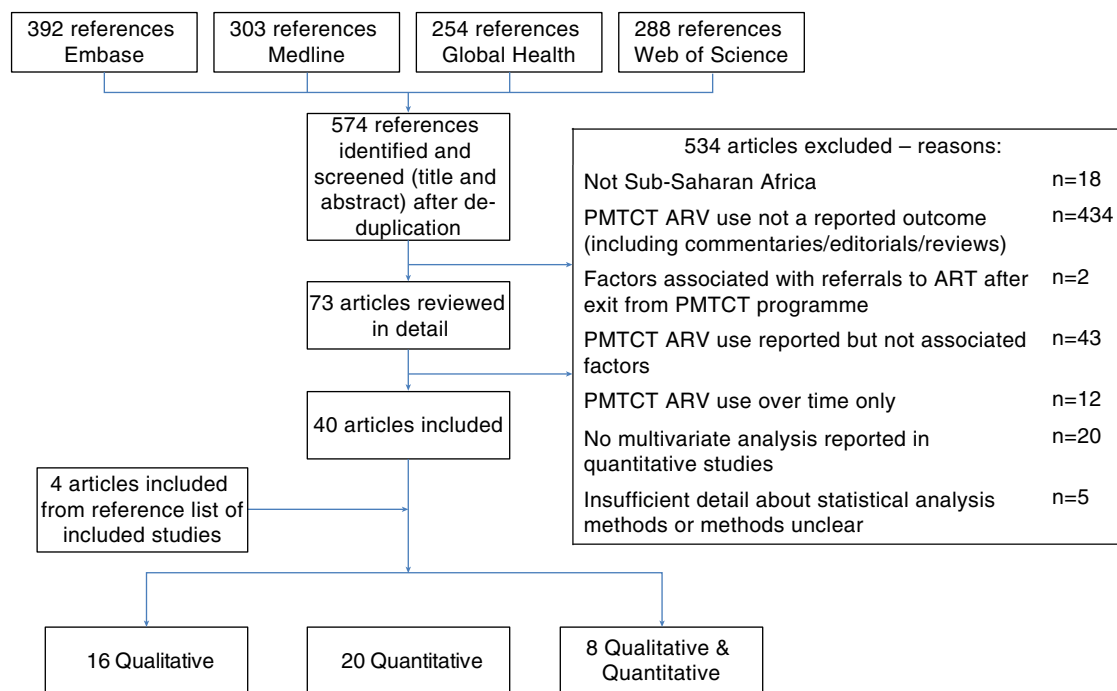 392 references
Embase
303 references
Medline
254 references
Global Health
288 references
Web of Science
574 references
identified and
screened (title and
abstract) after de-
duplication
73 articles reviewed
in detail
40 articles included
4 articles included
from reference list of
included studies
534 articles excluded – reasons:
Not Sub-Saharan Africa n=18
PMTCT ARV use not a reported outcome n=434
(including commentaries/editorials/reviews)
Factors associated with referrals to ART after n=2
exit from PMTCT programme
PMTCT ARV use reported but not associated n=43
factors
PMTCT ARV use over time only n=12
No multivariate analysis reported in n=20
quantitative studies
Insufficient detail about statistical analysis n=5
methods or methods unclear
16 Qualitative
20 Quantitative
8 Qualitative &
Quantitative